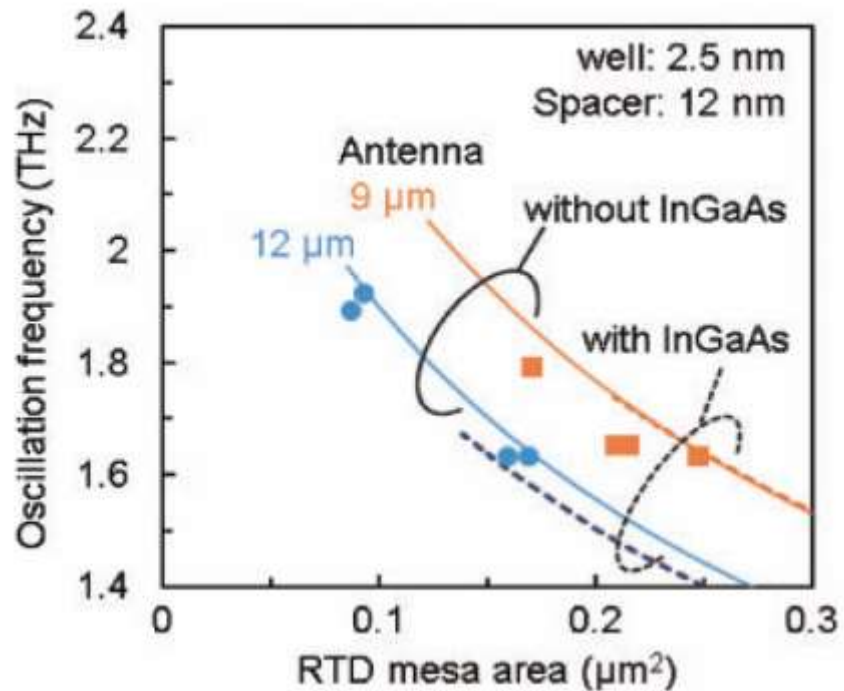 2.4
2.2
2
1.8
1.6
1.4
Oscillation frequency (THz)
well: 2.5 nm
Spacer: 12 nm
Antenna
9 μm
12 μm
without InGaAs
with InGaAs
0
0.1
0.2
0.3
RTD mesa area (μm²)